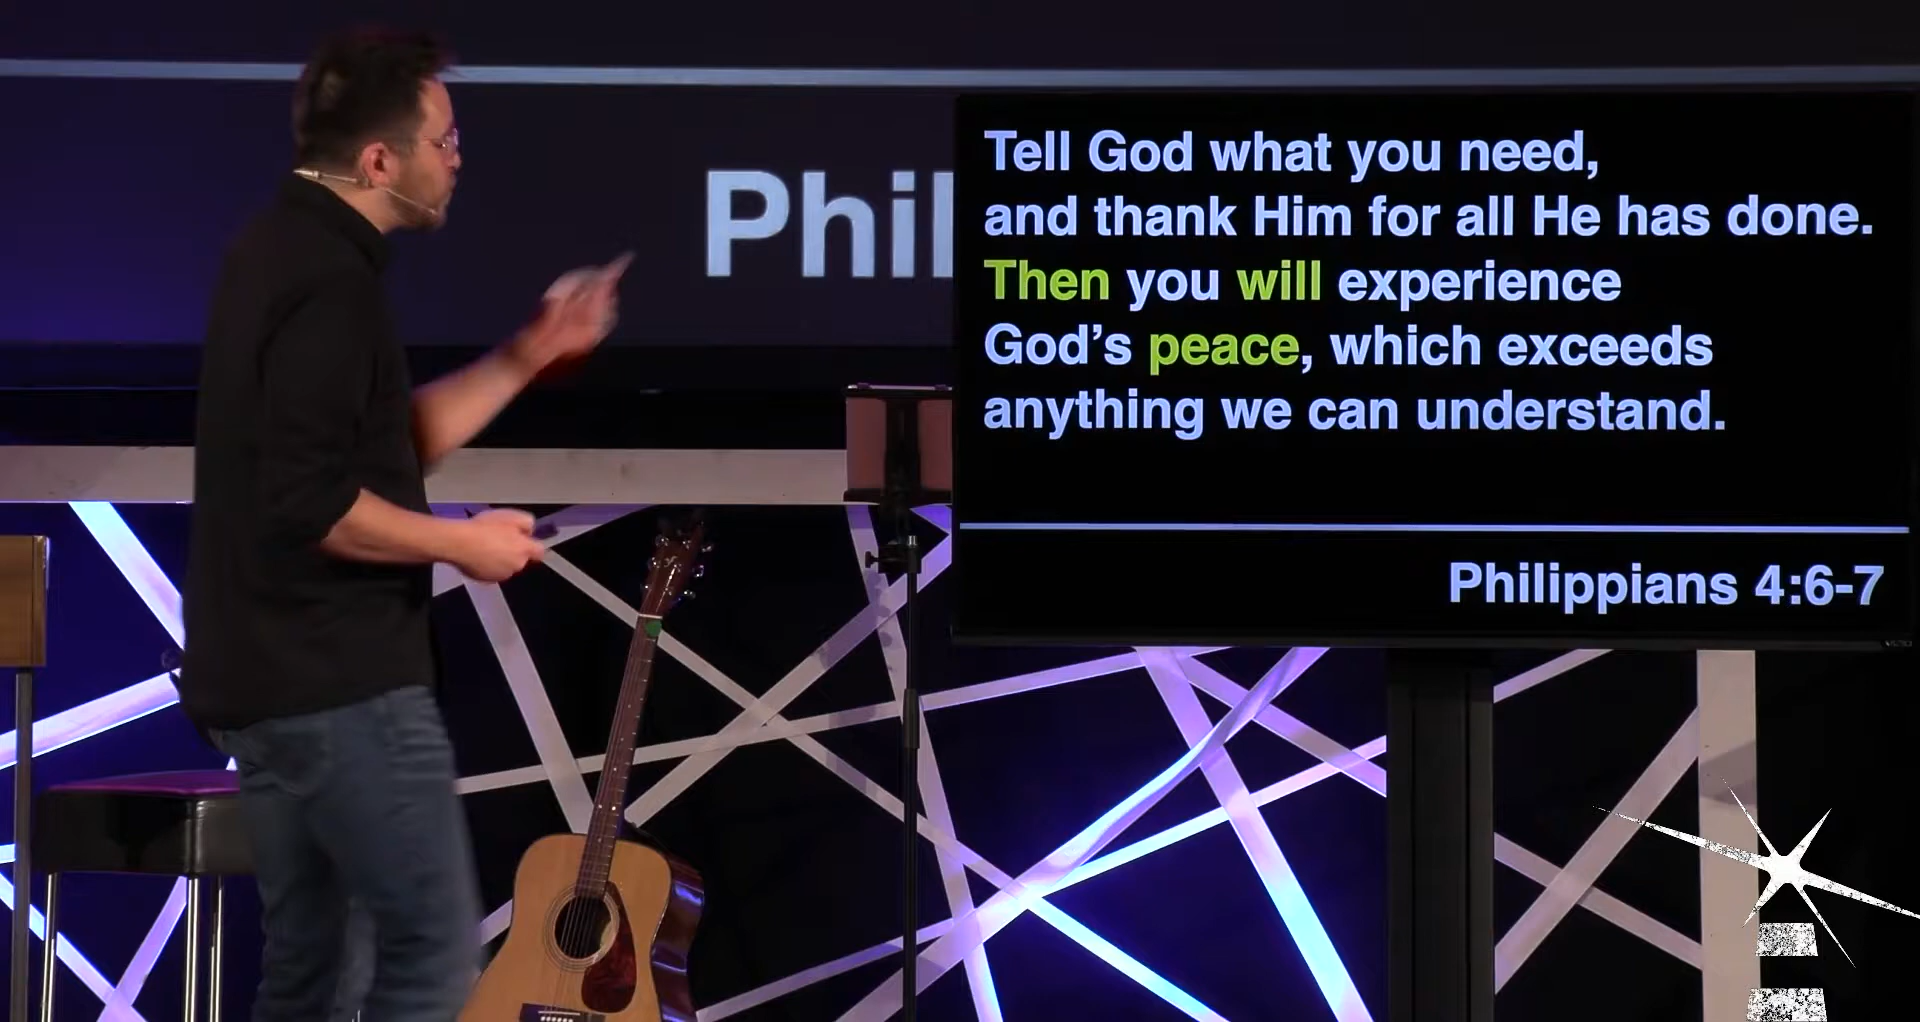 Phil
Tell God what you need,
and thank Him for all He has done.
Then you will experience
God’s peace, which exceeds
anything we can understand.
Philippians 4:6-7